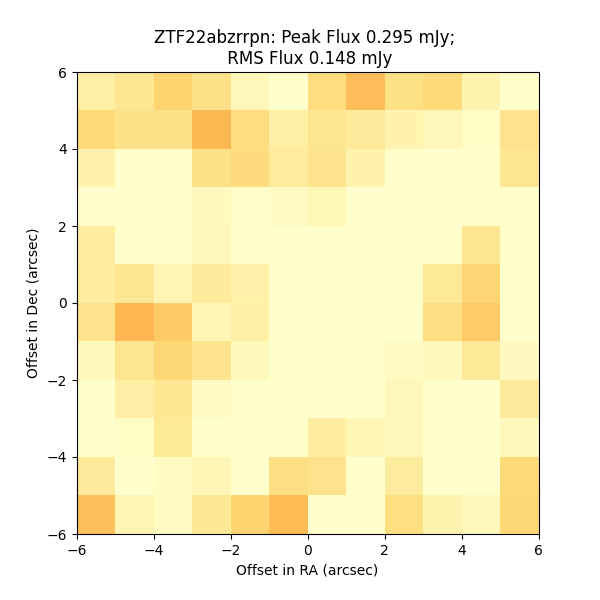 ZTF22abzrrpn: Peak Flux 0.295 mJy;
RMS Flux 0.148 mJy
6
4
2
0
−2
−4
−6
Offset in Dec (arcsec)
−6 −4 −2 0 2 4 6
Offset in RA (arcsec)